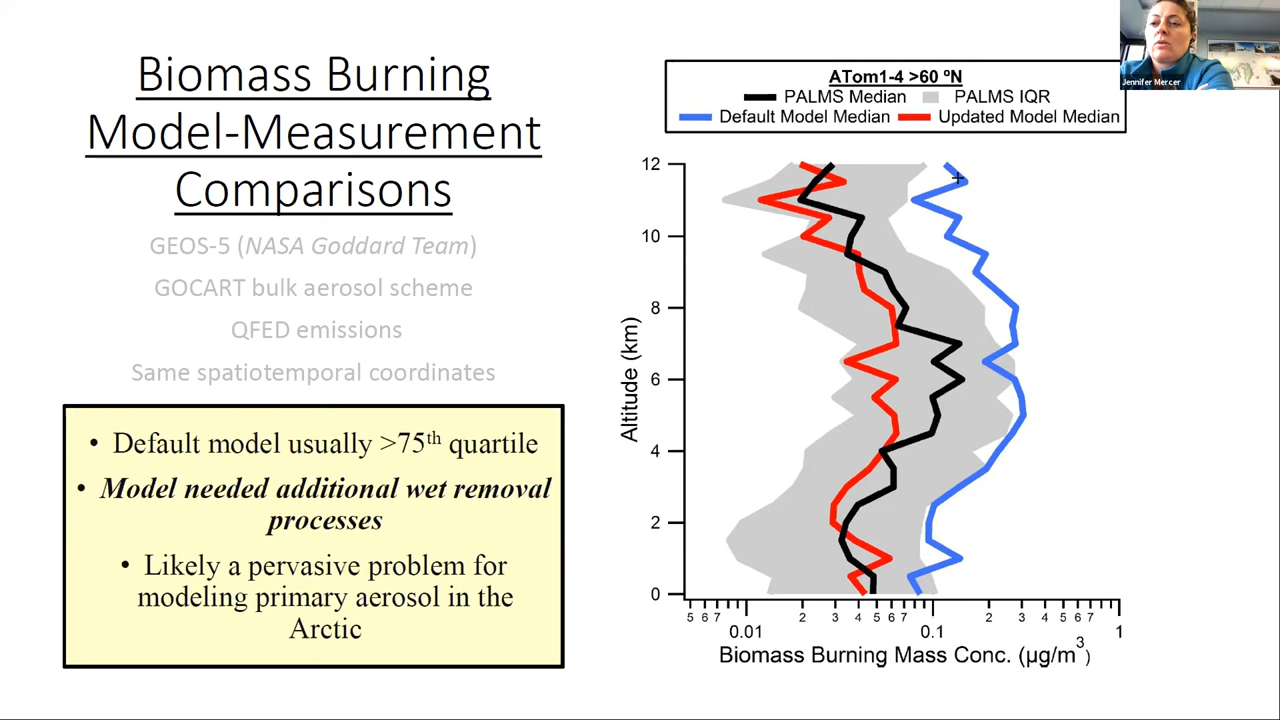 Biomass Burning
Model-Measurement
Comparisons
GEOS-5 (NASA Goddard Team)
GOCART bulk aerosol scheme
QFED emissions
Same spatiotemporal coordinates
• Default model usually >75th quartile
• Model needed additional wet removal
processes
• Likely a pervasive problem for
modeling primary aerosol in the
Arctic
ATom1-4 >60 ºN
PALMS Median PALMS IQR
Default Model Median Updated Model Median
12
10
8
6
4
2
0
Altitude (km)
5 6 7 2 3 4 5 6 7 2 3 4 5 6 7
0.01 0.1 1
Biomass Burning Mass Conc. (µg/m³)
Jennifer Mercer